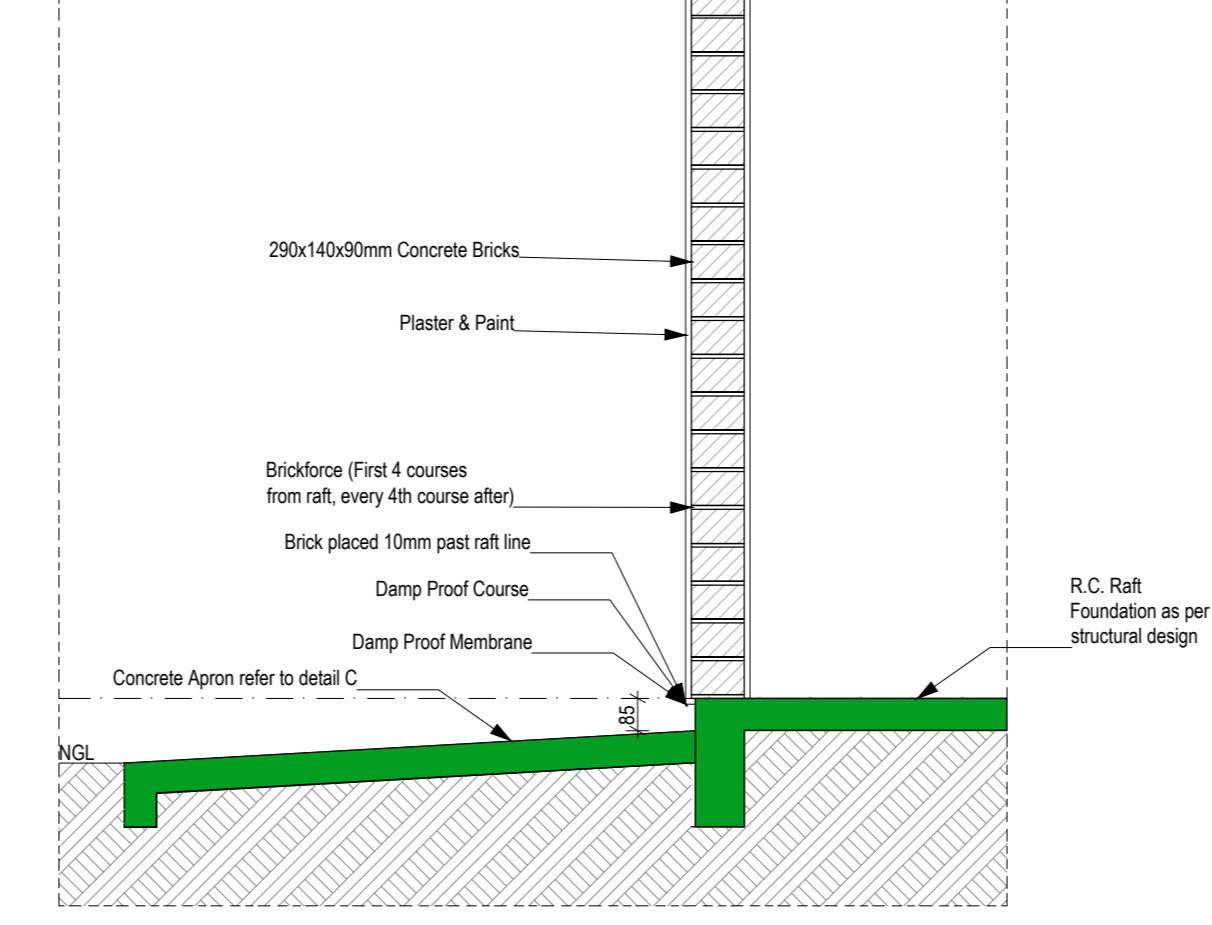 290x140x90mm Concrete Bricks
Plaster & Paint
Brickforce (First 4 courses
from raft, every 4th course after)
Brick placed 10mm past raft line
Damp Proof Course
R.C. Raft
Foundation as per
structural design
Damp Proof Membrane
Concrete Apron refer to detail C
85
NGL